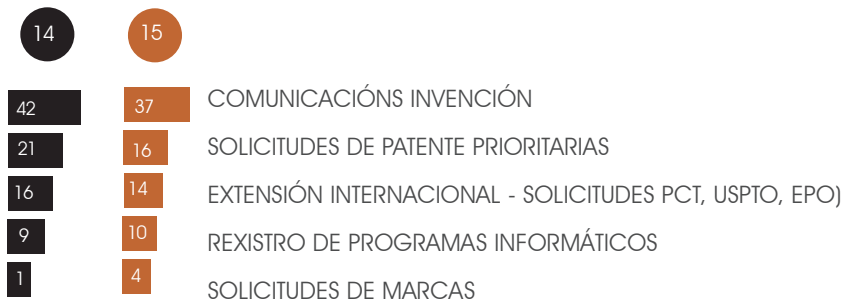 14 15
42 37 COMUNICACIÓNS INVENCIÓN
21 16 SOLICITUDES DE PATENTE PRIORITARIAS
16 14 EXTENSIÓN INTERNACIONAL - SOLICITUDES PCT, USPTO, EPO)
9 10 REXISTRO DE PROGRAMAS INFORMÁTICOS
1 4 SOLICITUDES DE MARCAS